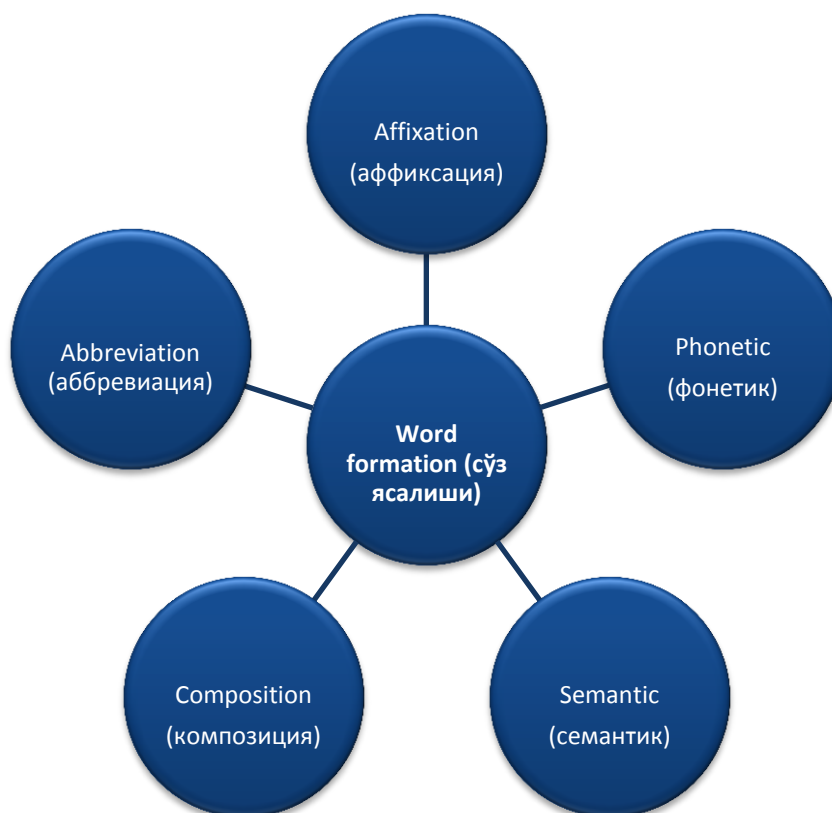 Affixation
(аффиксация)
Abbreviation
(аббревиация)
Phonetic
(фонетик)
Word
formation (сўз
ясалиши)
Composition
(композиция)
Semantic
(семантик)